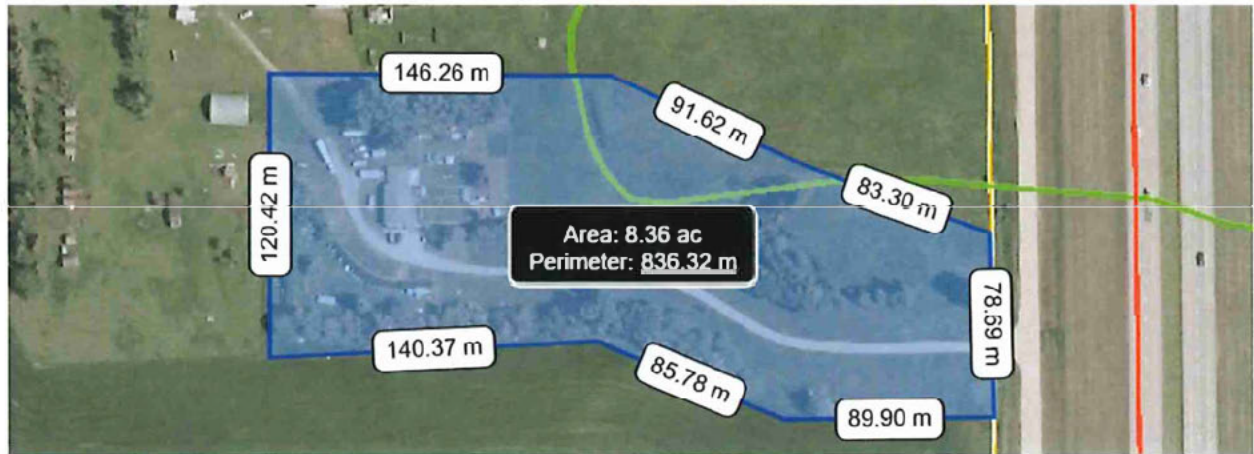 146.26 m
91.62 m
83.30 m
120.42 m
Area: 8.36 ac
Perimeter: 836.32 m
78.69 m
140.37 m
85.78 m
89.90 m